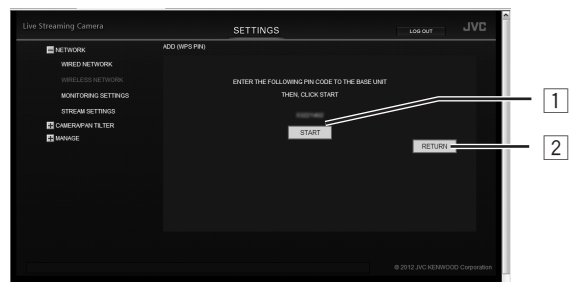 Live Streaming Camera
SETTINGS
LOG OUT
JVC
NETWORK
WIRED NETWORK
WIRELESS NETWORK
MONITORING SETTINGS
STREAM SETTINGS
CAMERA/PAN TILTER
MANAGE
ADD (WPS PIN)
ENTER THE FOLLOWING PIN CODE TO THE BASE UNIT
THEN, CLICK START
START
RETURN
1
2
© 2012 JVC KENWOOD Corporation